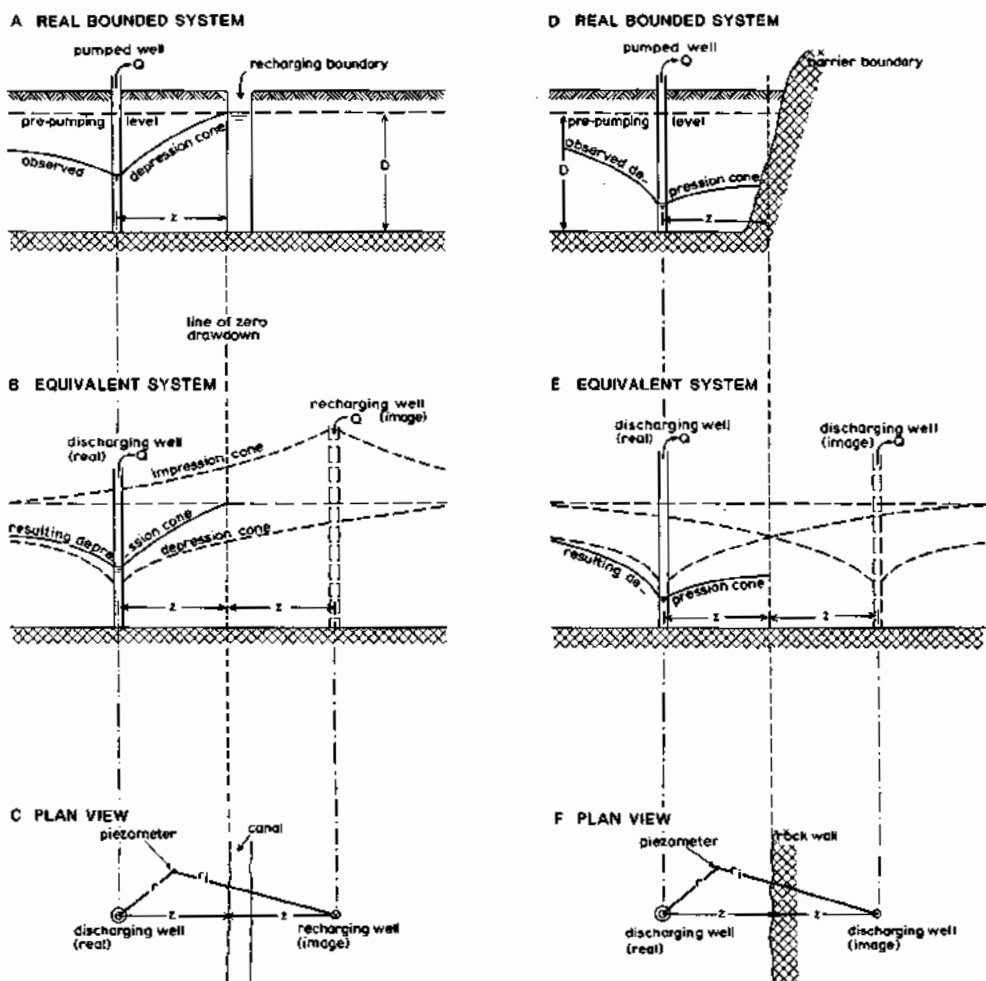 A REAL BOUNDED SYSTEM
pumped well
Q
recharging boundary
pre-pumping level
observed depression cone
D
z
line of zero
drawdown
B EQUIVALENT SYSTEM
recharging well
Q (image)
discharging well
(real) Q
impression cone
resulting depression cone
depression cone
z z
C PLAN VIEW
canal
piezometer
r ri
z z
discharging well
(real)
recharging well
(image)
D REAL BOUNDED SYSTEM
pumped well
Q
barrier boundary
pre-pumping level
observed de-pression cone
D
z
E EQUIVALENT SYSTEM
discharging well
(real) Q
discharging well
(image) Q
resulting de-pression cone
z z
F PLAN VIEW
rock wall
piezometer
r ri
z z
discharging well
(real)
discharging well
(image)